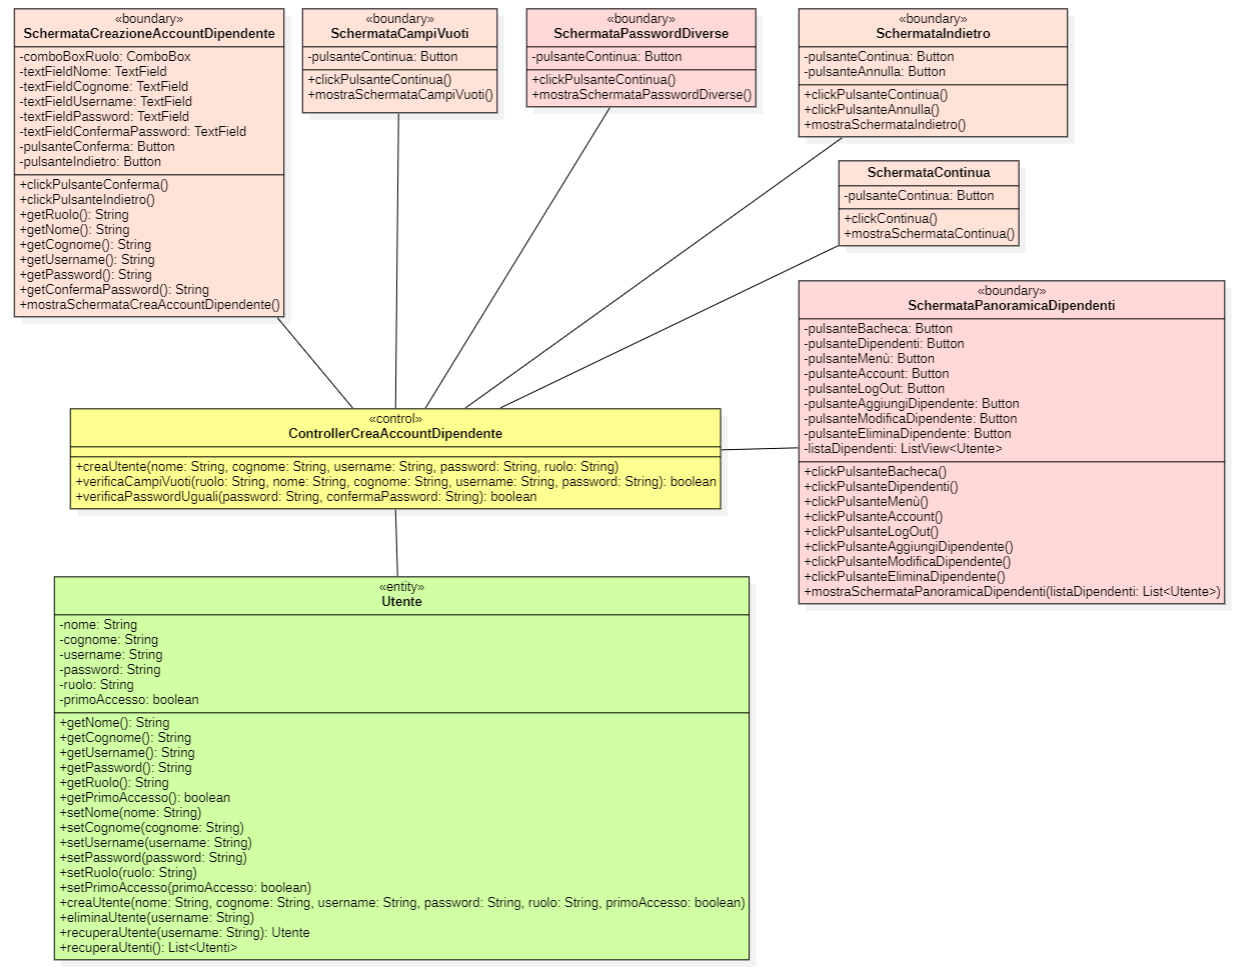 «boundary»
SchermataCreazioneAccountDipendente
-comboBoxRuolo: ComboBox
-textFieldNome: TextField
-textFieldCognome: TextField
-textFieldUsername: TextField
-textFieldPassword: TextField
-textFieldConfermaPassword: TextField
-pulsanteConferma: Button
-pulsanteIndietro: Button
+clickPulsanteConferma()
+clickPulsanteIndietro()
+getRuolo(): String
+getNome(): String
+getCognome(): String
+getUsername(): String
+getPassword(): String
+getConfermaPassword(): String
+mostraSchermataCreaAccountDipendente()
«boundary»
SchermataCampiVuoti
-pulsanteContinua: Button
+clickPulsanteContinua()
+mostraSchermataCampiVuoti()
«boundary»
SchermataPasswordDiverse
-pulsanteContinua: Button
+clickPulsanteContinua()
+mostraSchermataPasswordDiverse()
«boundary»
SchermataIndietro
-pulsanteContinua: Button
-pulsanteAnnulla: Button
+clickPulsanteContinua()
+clickPulsanteAnnulla()
+mostraSchermataIndietro()
SchermataContinua
-pulsanteContinua: Button
+clickContinua()
+mostraSchermataContinua()
«boundary»
SchermataPanoramicaDipendenti
-pulsanteBacheca: Button
-pulsanteDipendenti: Button
-pulsanteMenù: Button
-pulsanteAccount: Button
-pulsanteLogOut: Button
-pulsanteAggiungiDipendente: Button
-pulsanteModificaDipendente: Button
-pulsanteEliminaDipendente: Button
-listaDipendenti: ListView<Utente>
+clickPulsanteBacheca()
+clickPulsanteDipendenti()
+clickPulsanteMenù()
+clickPulsanteAccount()
+clickPulsanteLogOut()
+clickPulsanteAggiungiDipendente()
+clickPulsanteModificaDipendente()
+clickPulsanteEliminaDipendente()
+mostraSchermataPanoramicaDipendenti(listaDipendenti: List<Utente>)
«control»
ControllerCreaAccountDipendente
+creaUtente(nome: String, cognome: String, username: String, password: String, ruolo: String)
+verificaCampiVuoti(ruolo: String, nome: String, cognome: String, username: String, password: String): boolean
+verificaPasswordUguali(password: String, confermaPassword: String): boolean
«entity»
Utente
-nome: String
-cognome: String
-username: String
-password: String
-ruolo: String
-primoAccesso: boolean
+getNome(): String
+getCognome(): String
+getUsername(): String
+getPassword(): String
+getRuolo(): String
+getPrimoAccesso(): boolean
+setNome(nome: String)
+setCognome(cognome: String)
+setUsername(username: String)
+setPassword(password: String)
+setRuolo(ruolo: String)
+setPrimoAccesso(primoAccesso: boolean)
+creaUtente(nome: String, cognome: String, username: String, password: String, ruolo: String, primoAccesso: boolean)
+eliminaUtente(username: String)
+recuperaUtente(username: String): Utente
+recuperaUtenti(): List<Utenti>